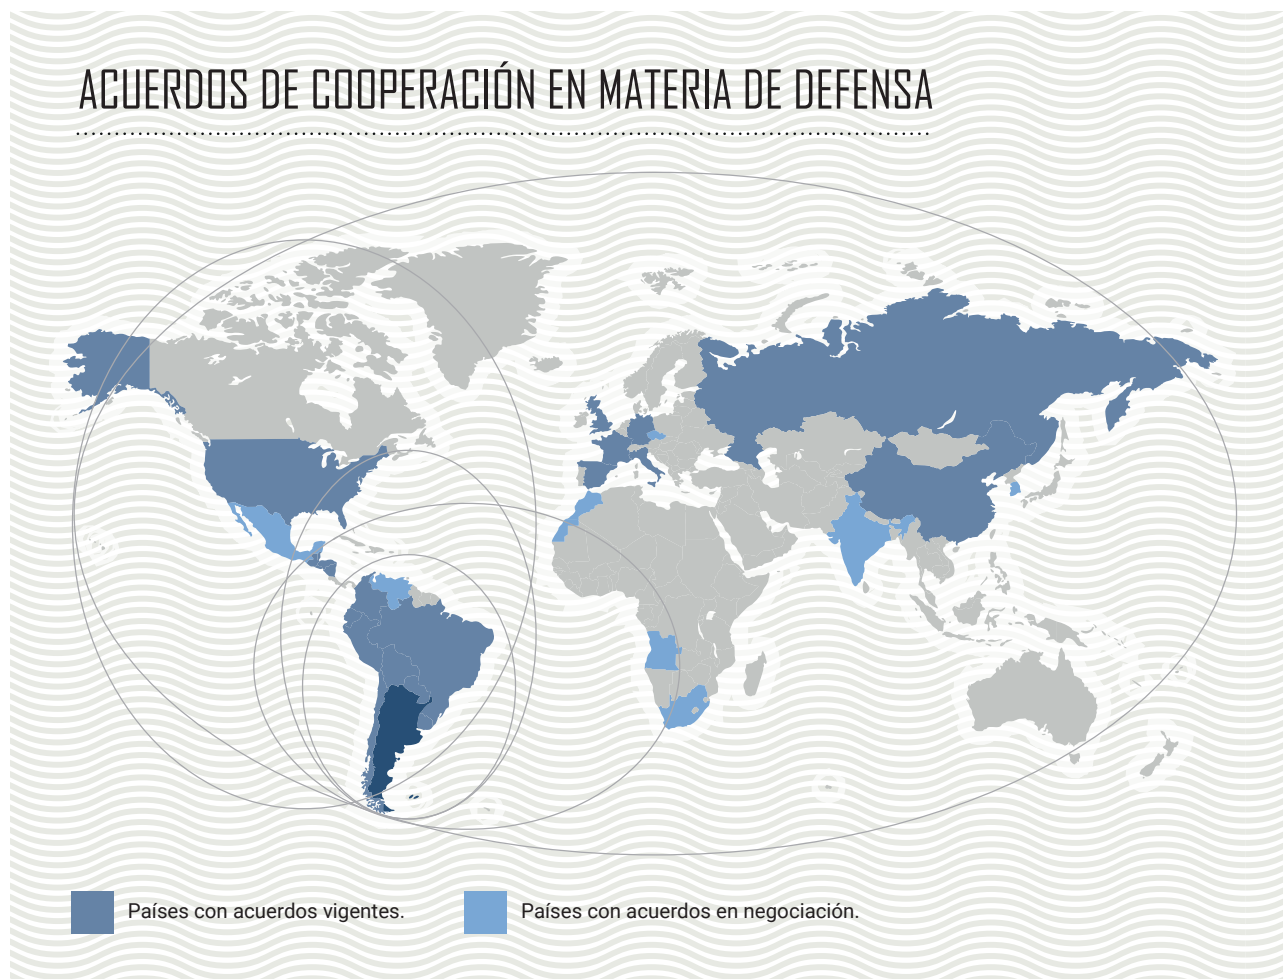 ACUERDOS DE COOPERACIÓN EN MATERIA DE DEFENSA
Países con acuerdos vigentes.
Países con acuerdos en negociación.